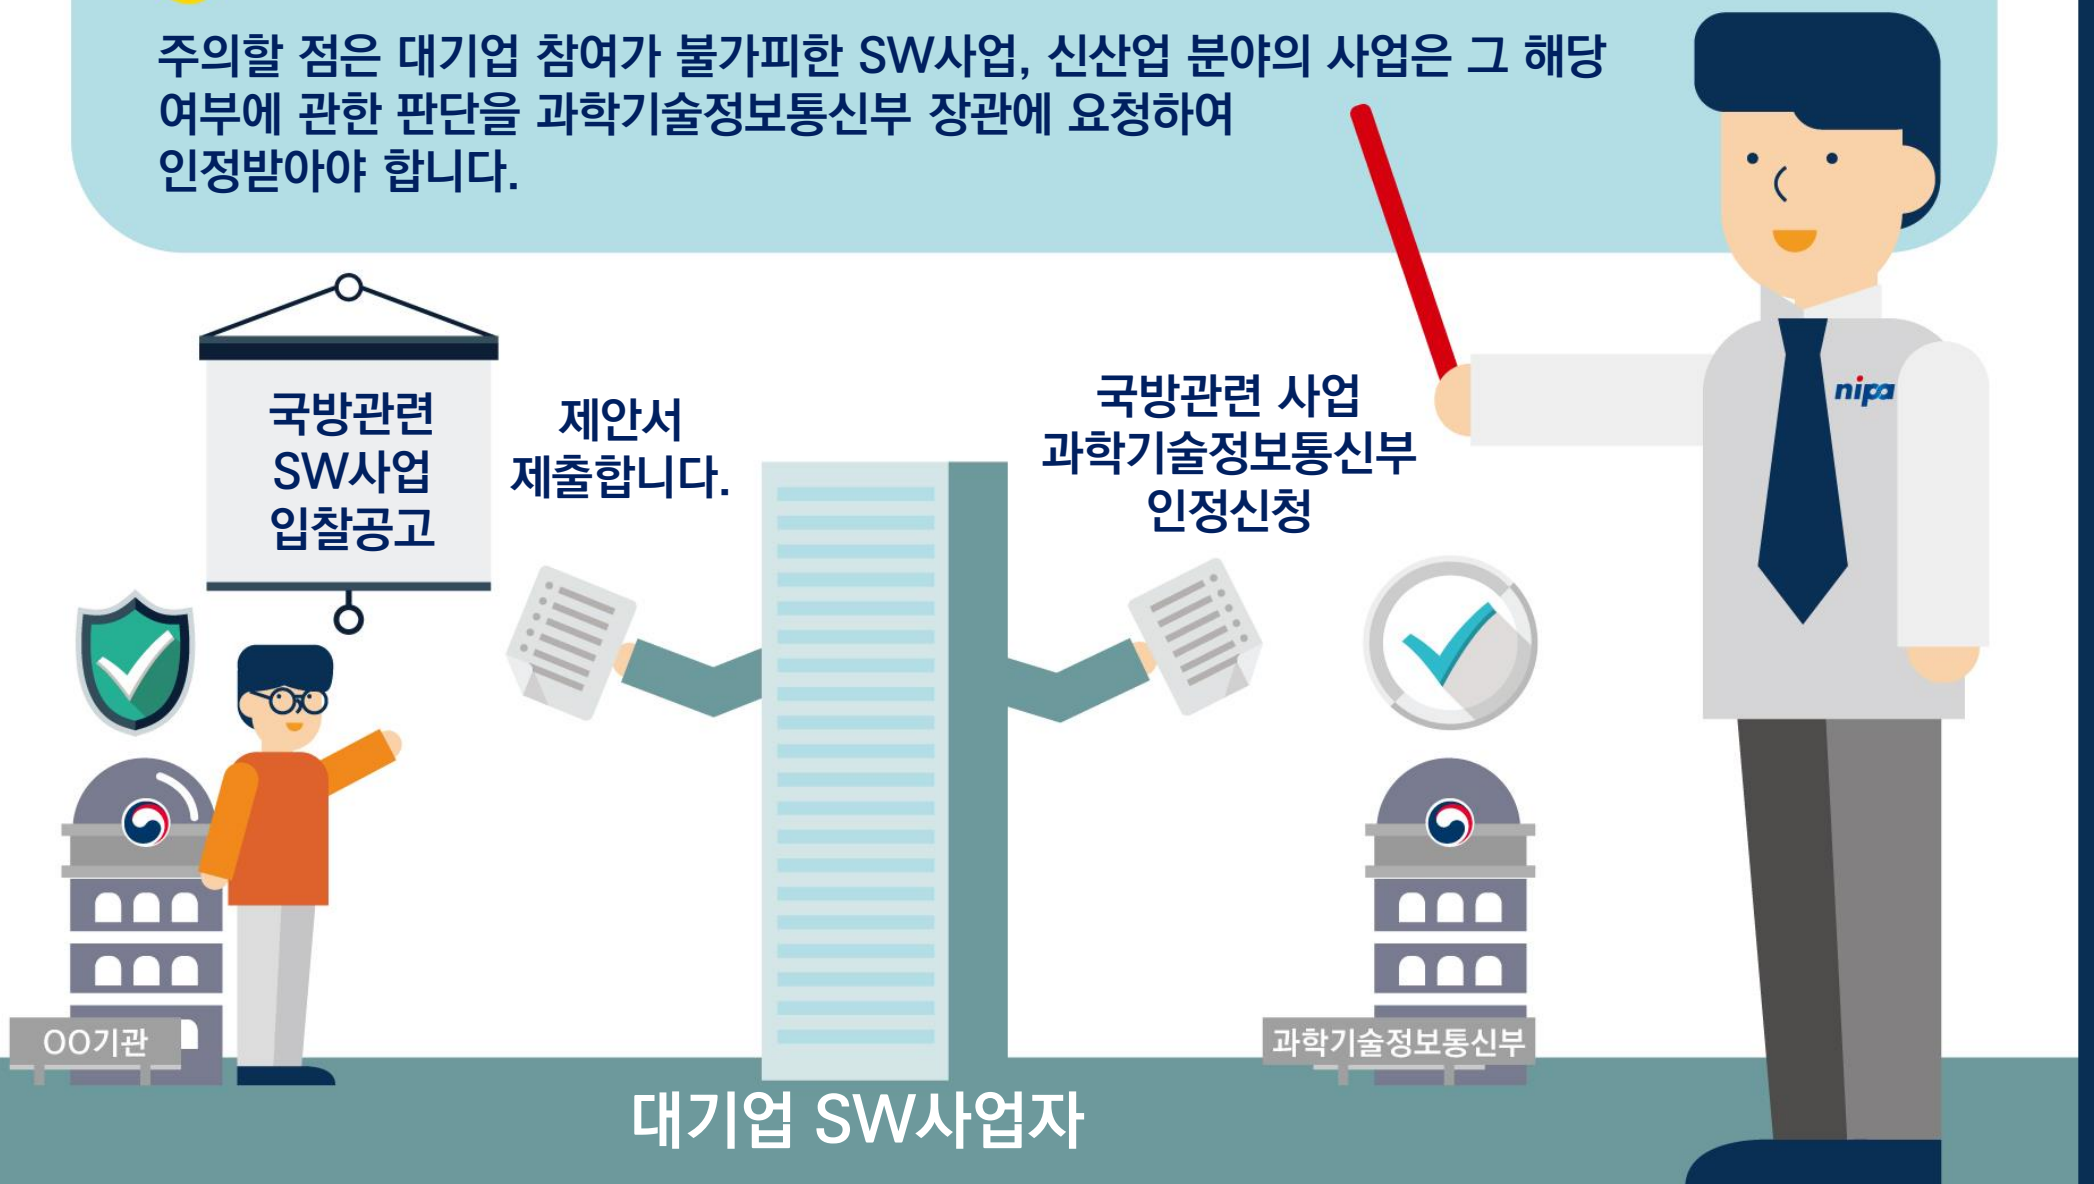 주의할 점은 대기업 참여가 불가피한 SW사업, 신산업 분야의 사업은 그 해당
여부에 관한 판단을 과학기술정보통신부 장관에 요청하여
인정받아야 합니다.
국방관련
SW사업
입찰공고
제안서
제출합니다.
국방관련 사업
과학기술정보통신부
인정신청
nipa
OO기관
과학기술정보통신부
대기업 SW사업자